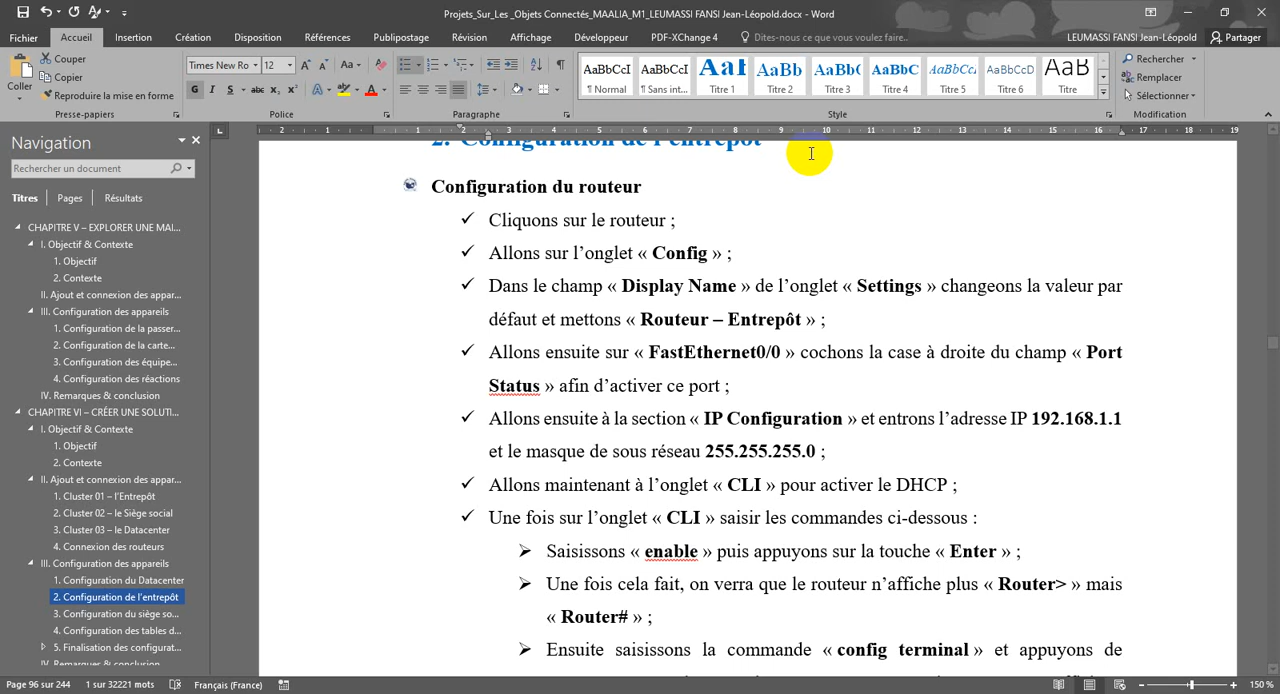 Projets_Sur_Les _Objets Connectés_MAALIA_M1_LEUMASSI FANSI Jean-Léopold.docx - Word
Fichier Accueil Insertion Création Disposition Références Publipostage Révision Affichage Développeur PDF-XChange 4 Dites-nous ce que vous voulez faire... LEUMASSI FANSI Jean-Léopold Partager
Coller
Couper
Copier
Reproduire la mise en forme
Presse-papiers
Times New Ro 12
Police
Paragraphe
AaBbCcI AaBbCcI AaBb AaBb( AaBbC AaBbCc. AaBbCcD AaB
¶ Normal ¶ Sans int... Titre 1 Titre 2 Titre 3 Titre 4 Titre 5 Titre 6 Titre
Style
Rechercher
Remplacer
Sélectionner
Modification
Navigation
Rechercher un document
Titres Pages Résultats
CHAPITRE V – EXPLORER UNE MAI...
I. Objectif & Contexte
1. Objectif
2. Contexte
II. Ajout et connexion des appar...
III. Configuration des appareils
1. Configuration de la passer...
2. Configuration de la carte...
3. Configuration des équipe...
4. Configuration des réactions
IV. Remarques & conclusion
CHAPITRE VI – CRÉER UNE SOLUTI...
I. Objectif & Contexte
1. Objectif
2. Contexte
II. Ajout et connexion des appar...
1. Cluster 01 – l'Entrepôt
2. Cluster 02 – le Siège social
3. Cluster 03 – le Datacenter
4. Connexion des routeurs
III. Configuration des appareils
1. Configuration du Datacenter
2. Configuration de l'entrepôt
3. Configuration du siège so...
4. Configuration des tables d...
5. Finalisation des configurat...
IV. Remarques & conclusion
2. Configuration de l'entrepôt
Configuration du routeur
✓ Cliquons sur le routeur ;
✓ Allons sur l'onglet « Config » ;
✓ Dans le champ « Display Name » de l'onglet « Settings » changeons la valeur par
défaut et mettons « Routeur – Entrepôt » ;
✓ Allons ensuite sur « FastEthernet0/0 » cochons la case à droite du champ « Port
Status » afin d'activer ce port ;
✓ Allons ensuite à la section « IP Configuration » et entrons l'adresse IP 192.168.1.1
et le masque de sous réseau 255.255.255.0 ;
✓ Allons maintenant à l'onglet « CLI » pour activer le DHCP ;
✓ Une fois sur l'onglet « CLI » saisir les commandes ci-dessous :
➢ Saisissons « enable » puis appuyons sur la touche « Enter » ;
➢ Une fois cela fait, on verra que le routeur n'affiche plus « Router> » mais
« Router# » ;
➢ Ensuite saisissons la commande « config terminal » et appuyons de
Page 96 sur 244 1 sur 32221 mots Français (France) 150 %